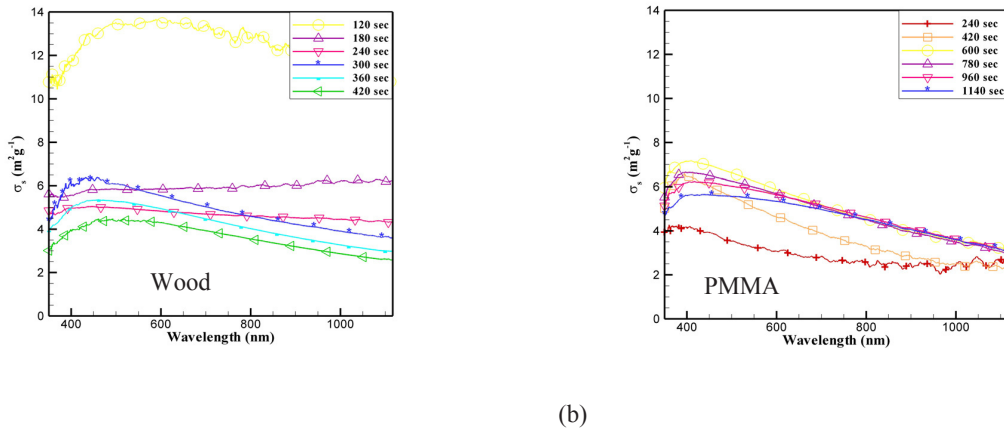 14
12
10
8
6
4
2
0
σs (m²g⁻¹)
400 600 800 1000
Wavelength (nm)
120 sec
180 sec
240 sec
300 sec
360 sec
420 sec
Wood
14
12
10
8
6
4
2
0
σs (m²g⁻¹)
400 600 800 1000
Wavelength (nm)
240 sec
420 sec
600 sec
780 sec
960 sec
1140 sec
PMMA
(b)